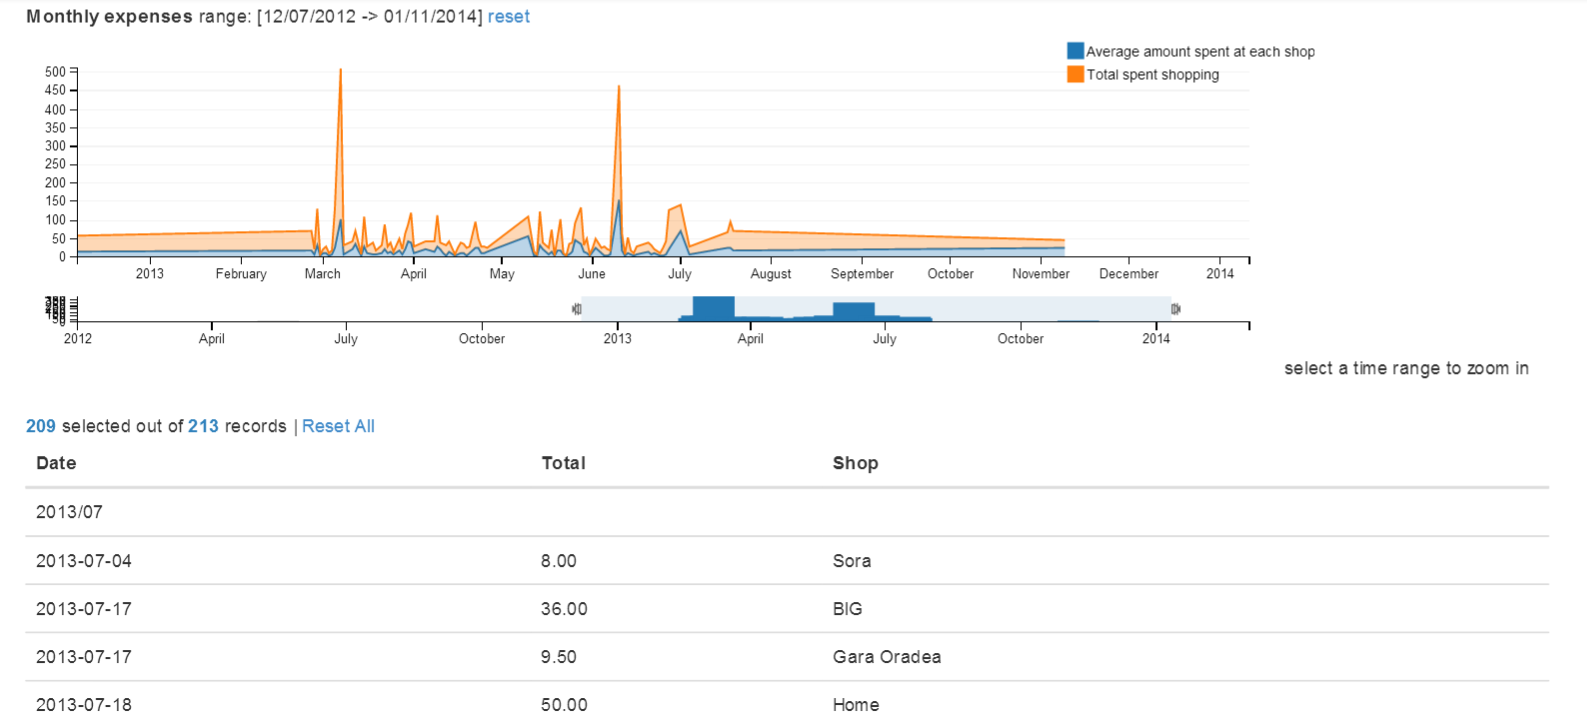 Monthly expenses range: [12/07/2012 -> 01/11/2014] reset
Average amount spent at each shop
Total spent shopping
500
450
400
350
300
250
200
150
100
50
0
2013 February March April May June July August September October November December 2014
2012 April July October 2013 April July October 2014
select a time range to zoom in
209 selected out of 213 records | Reset All
Date Total Shop
2013/07
2013-07-04 8.00 Sora
2013-07-17 36.00 BIG
2013-07-17 9.50 Gara Oradea
2013-07-18 50.00 Home